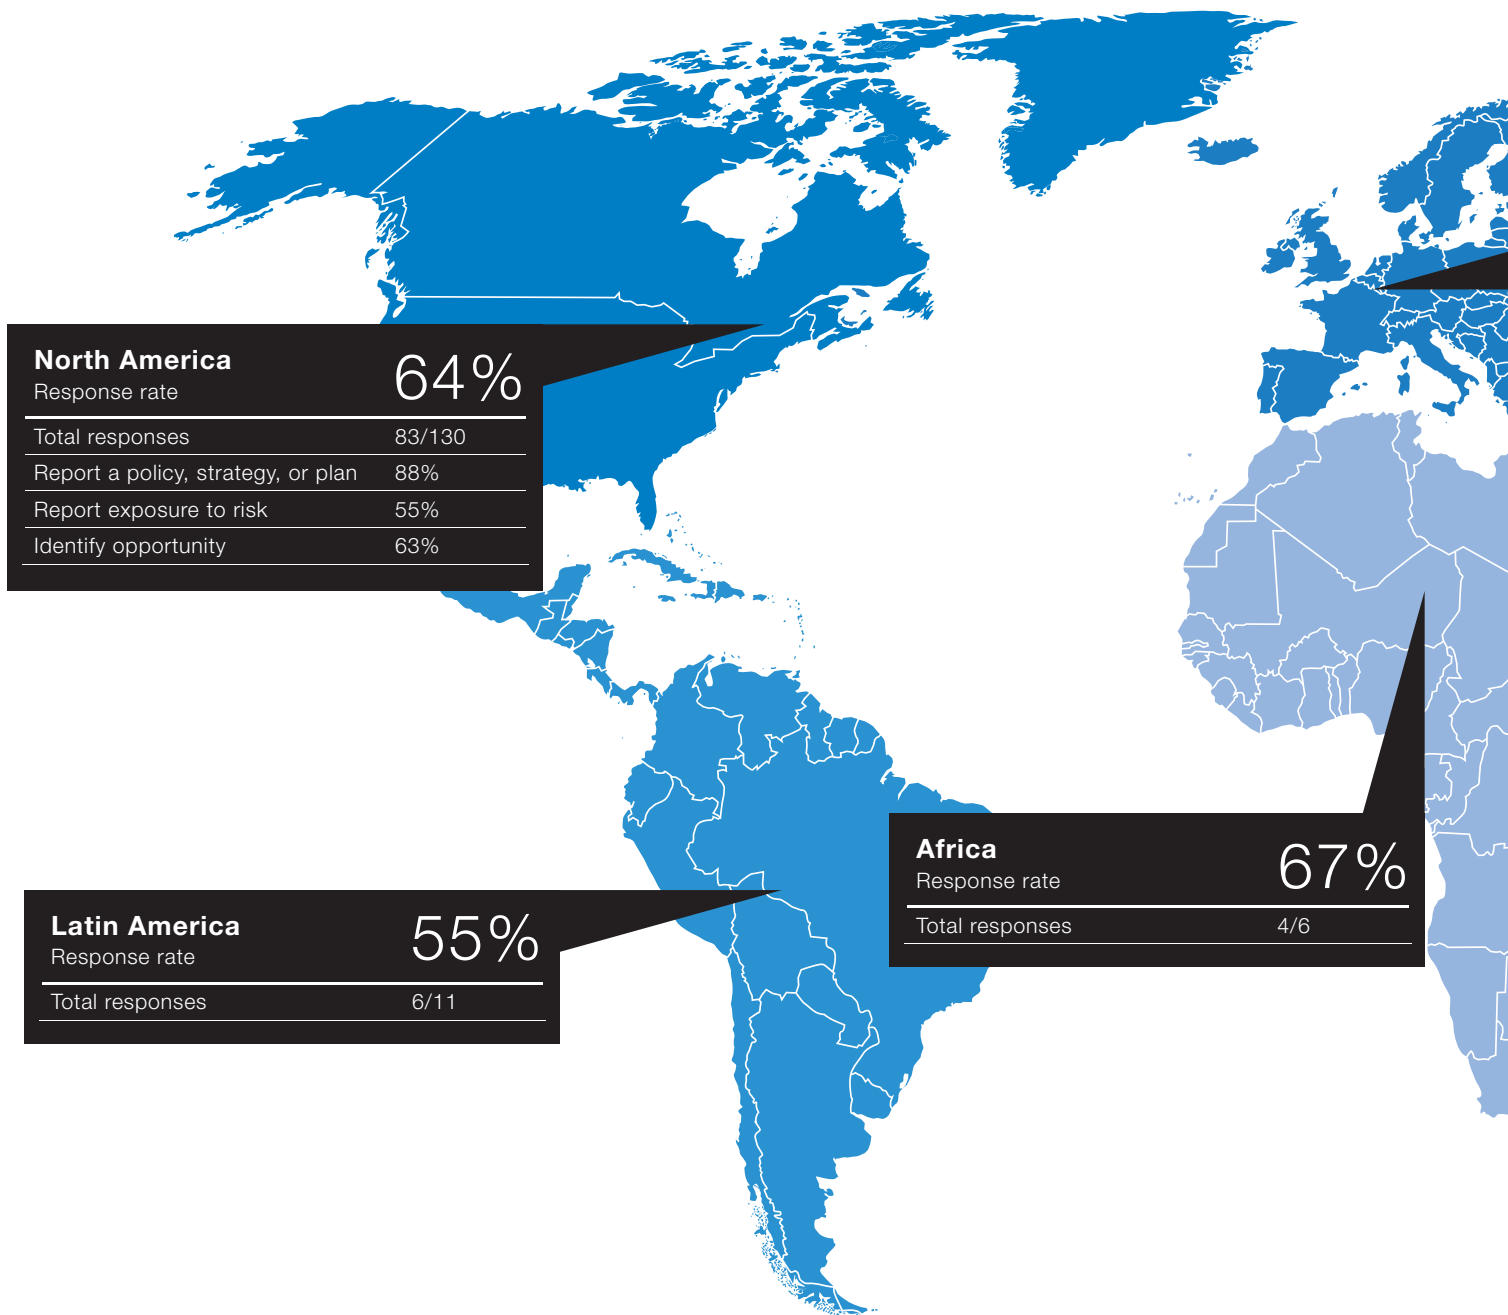 North America
Response rate 64%
Total responses 83/130
Report a policy, strategy, or plan 88%
Report exposure to risk 55%
Identify opportunity 63%
Africa
Response rate 67%
Total responses 4/6
Latin America
Response rate 55%
Total responses 6/11